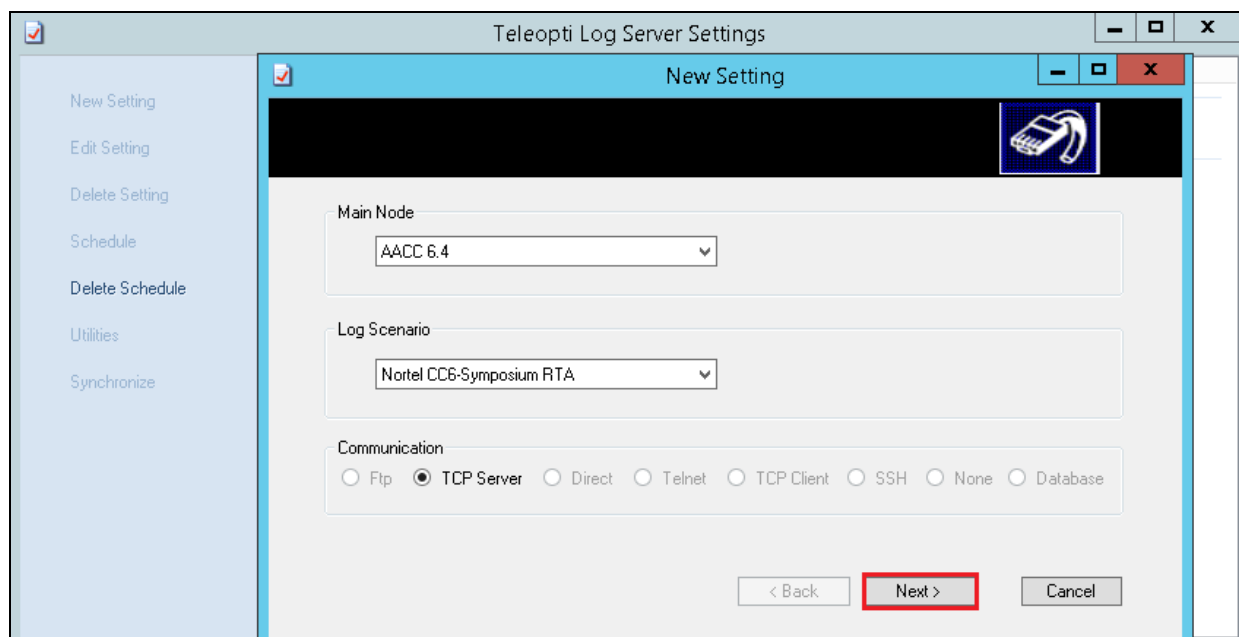 Teleopti Log Server Settings
New Setting
New Setting
Edit Setting
Delete Setting
Schedule
Delete Schedule
Utilities
Synchronize
Main Node
AACC 6.4
Log Scenario
Nortel CC6-Symposium RTA
Communication
Ftp TCP Server Direct Telnet TCP Client SSH None Database
< Back Next > Cancel